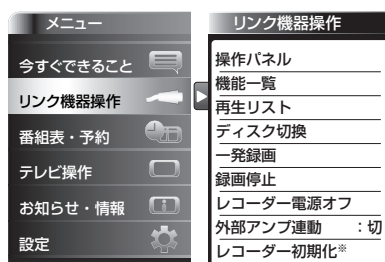 メニュー
今すぐできること
リンク機器操作
番組表・予約
テレビ操作
お知らせ・情報
設定
リンク機器操作
操作パネル
機能一覧
再生リスト
ディスク切換
一発録画
録画停止
レコーダー電源オフ
外部アンプ連動　：切
レコーダー初期化※